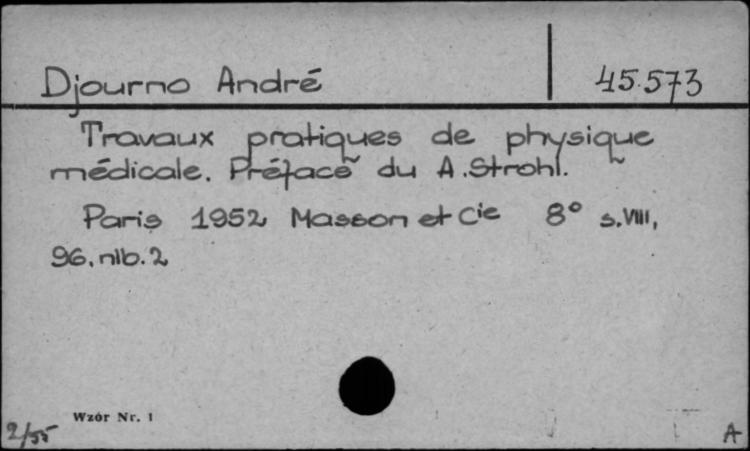 Djourno André
45.573
Travaux pratiques de physique
médicale. Préface du A. Strohl.
Paris 1952 Masson et Cie 8° s.VIII,
96. nlb. 2
Wzór Nr. 1
2/55
A